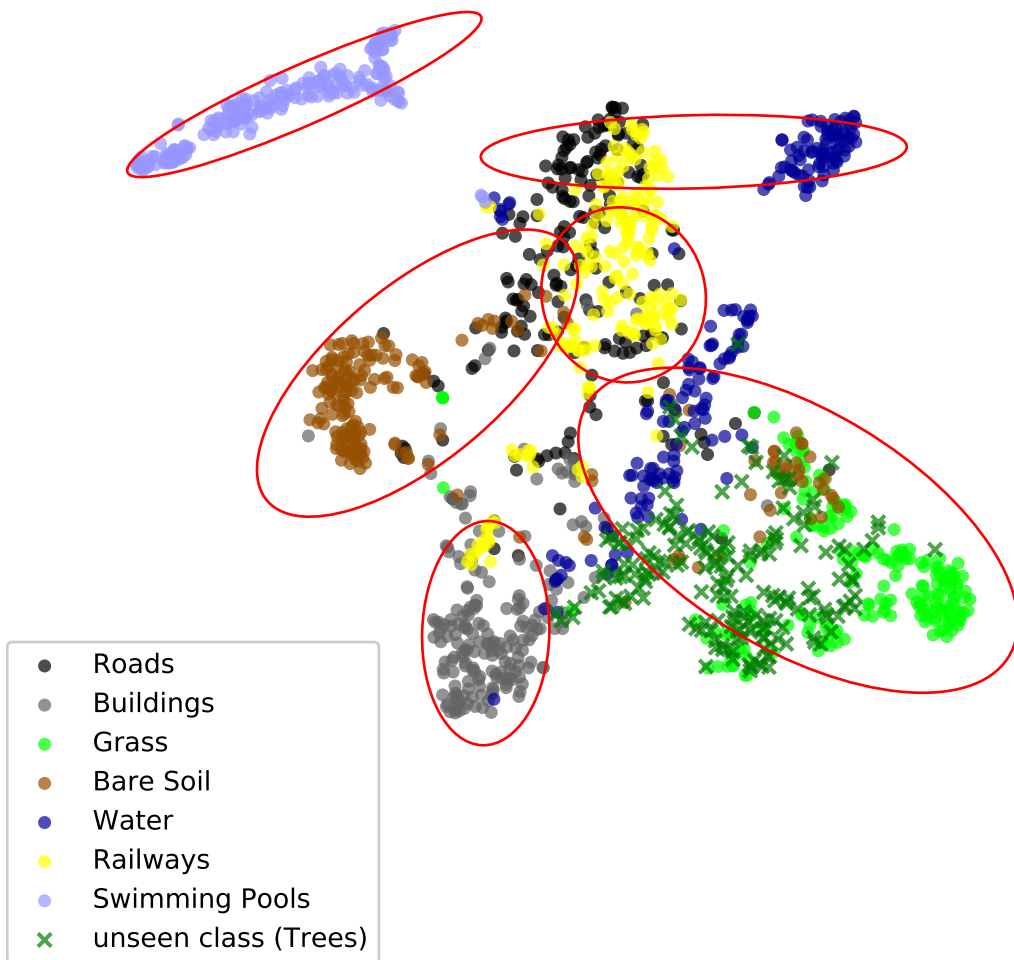 Roads
Buildings
Grass
Bare Soil
Water
Railways
Swimming Pools
unseen class (Trees)